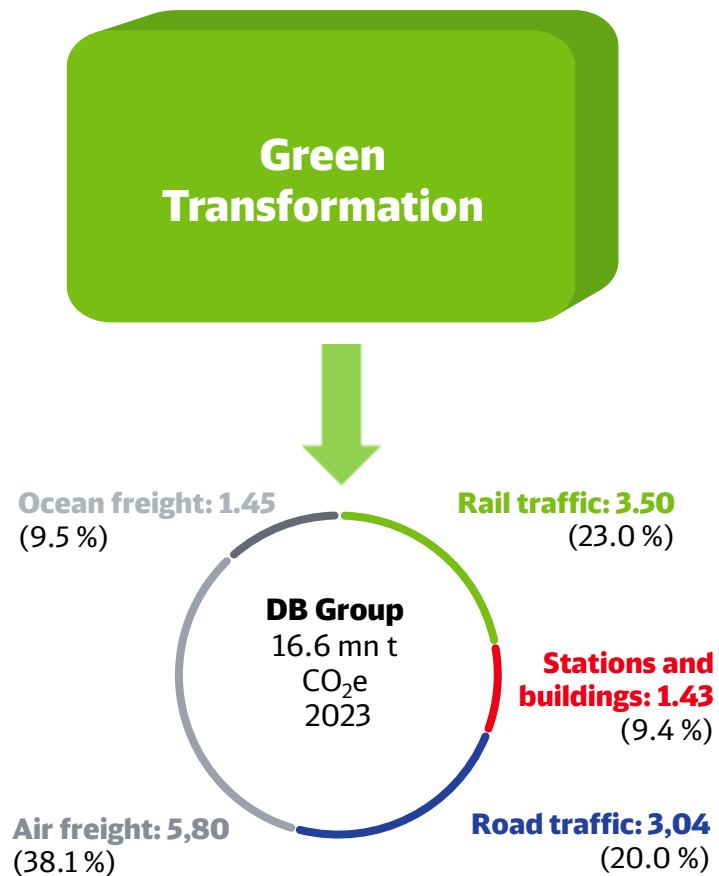 Green
Transformation
Ocean freight: 1.45
(9.5 %)
Rail traffic: 3.50
(23.0 %)
DB Group
16.6 mn t
CO₂e
2023
Stations and
buildings: 1.43
(9.4 %)
Air freight: 5,80
(38.1 %)
Road traffic: 3,04
(20.0 %)